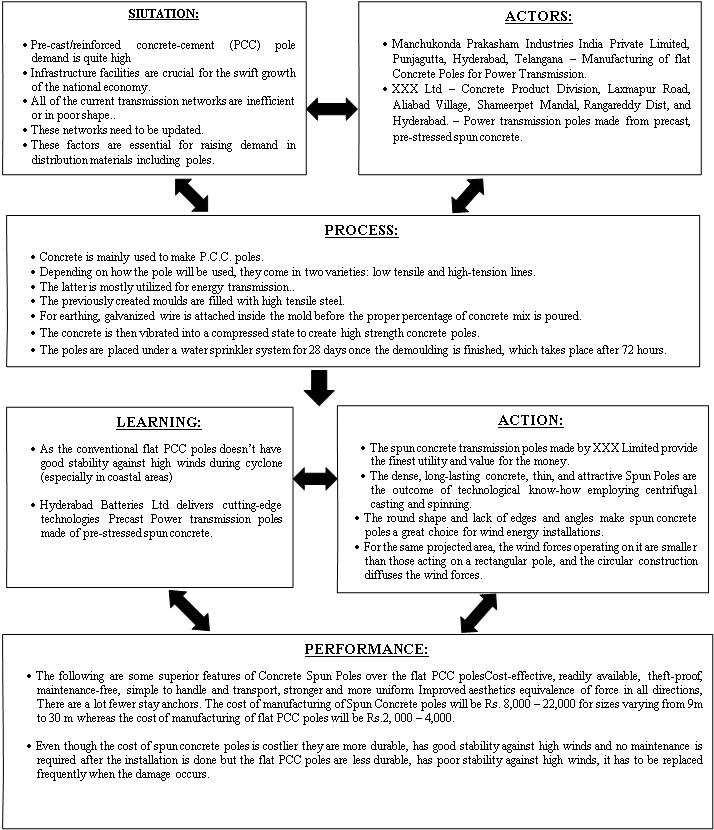 SIUTATION:
• Pre-cast/reinforced concrete-cement (PCC) pole
demand is quite high
• Infrastructure facilities are crucial for the swift growth
of the national economy.
• All of the current transmission networks are inefficient
or in poor shape..
• These networks need to be updated.
• These factors are essential for raising demand in
distribution materials including poles.
ACTORS:
• Manchukonda Prakasham Industries India Private Limited,
Punjagutta, Hyderabad, Telangana – Manufacturing of flat
Concrete Poles for Power Transmission.
• XXX Ltd – Concrete Product Division, Laxmapur Road,
Aliabad Village, Shameerpet Mandal, Rangareddy Dist, and
Hyderabad. – Power transmission poles made from precast,
pre-stressed spun concrete.
PROCESS:
• Concrete is mainly used to make P.C.C. poles.
• Depending on how the pole will be used, they come in two varieties: low tensile and high-tension lines.
• The latter is mostly utilized for energy transmission..
• The previously created moulds are filled with high tensile steel.
• For earthing, galvanized wire is attached inside the mold before the proper percentage of concrete mix is poured.
• The concrete is then vibrated into a compressed state to create high strength concrete poles.
• The poles are placed under a water sprinkler system for 28 days once the demoulding is finished, which takes place after 72 hours.
LEARNING:
• As the conventional flat PCC poles doesn't have
good stability against high winds during cyclone
(especially in coastal areas)
• Hyderabad Batteries Ltd delivers cutting-edge
technologies Precast Power transmission poles
made of pre-stressed spun concrete.
ACTION:
• The spun concrete transmission poles made by XXX Limited provide
the finest utility and value for the money.
• The dense, long-lasting concrete, thin, and attractive Spun Poles are
the outcome of technological know-how employing centrifugal
casting and spinning.
• The round shape and lack of edges and angles make spun concrete
poles a great choice for wind energy installations.
• For the same projected area, the wind forces operating on it are smaller
than those acting on a rectangular pole, and the circular construction
diffuses the wind forces.
PERFORMANCE:
• The following are some superior features of Concrete Spun Poles over the flat PCC polesCost-effective, readily available, theft-proof,
maintenance-free, simple to handle and transport, stronger and more uniform Improved aesthetics equivalence of force in all directions,
There are a lot fewer stay anchors. The cost of manufacturing of Spun Concrete poles will be Rs. 8,000 – 22,000 for sizes varying from 9m
to 30 m whereas the cost of manufacturing of flat PCC poles will be Rs.2, 000 – 4,000.
• Even though the cost of spun concrete poles is costlier they are more durable, has good stability against high winds and no maintenance is
required after the installation is done but the flat PCC poles are less durable, has poor stability against high winds, it has to be replaced
frequently when the damage occurs.